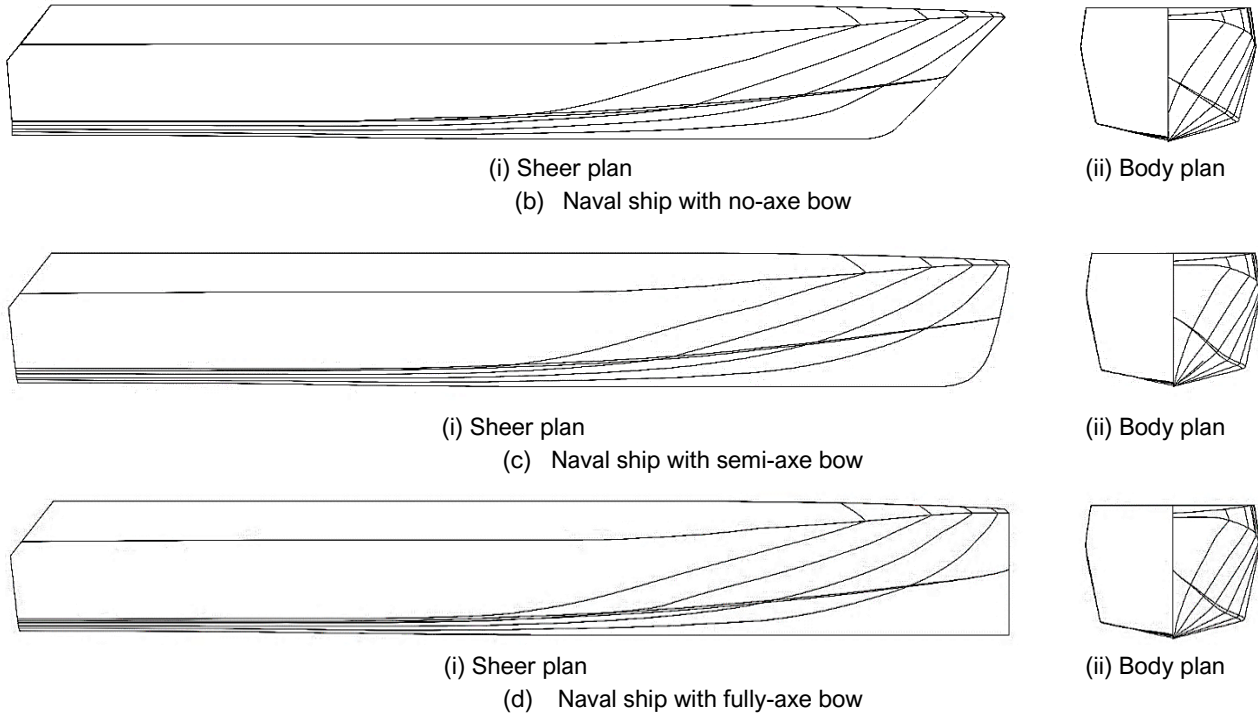 (i) Sheer plan
(ii) Body plan
(b) Naval ship with no-axe bow
(i) Sheer plan
(ii) Body plan
(c) Naval ship with semi-axe bow
(i) Sheer plan
(ii) Body plan
(d) Naval ship with fully-axe bow